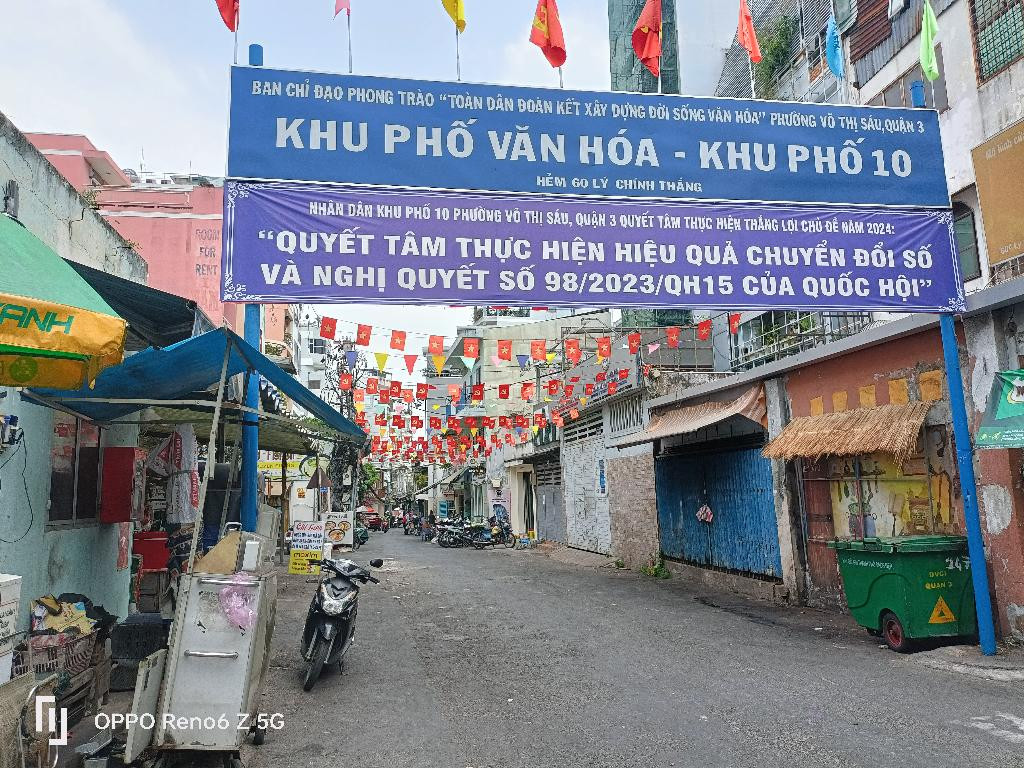 BAN CHỈ ĐẠO PHONG TRÀO "TOÀN DÂN ĐOÀN KẾT XÂY DỰNG ĐỜI SỐNG VĂN HÓA" PHƯỜNG VÕ THỊ SÁU,QUẬN 3
KHU PHỐ VĂN HÓA - KHU PHỐ 10
HẺM 60 LÝ CHÍNH THẮNG
NHÂN DÂN KHU PHỐ 10 PHƯỜNG VÕ THỊ SÁU, QUẬN 3 QUYẾT TÂM THỰC HIỆN THẮNG LỢI CHỦ ĐỀ NĂM 2024:
"QUYẾT TÂM THỰC HIỆN HIỆU QUẢ CHUYỂN ĐỔI SỐ
VÀ NGHỊ QUYẾT SỐ 98/2023/QH15 CỦA QUỐC HỘI"
ROOM
FOR
RENT
ANH
247
DVCI
QUẬN 3
OPPO Reno6 Z 5G